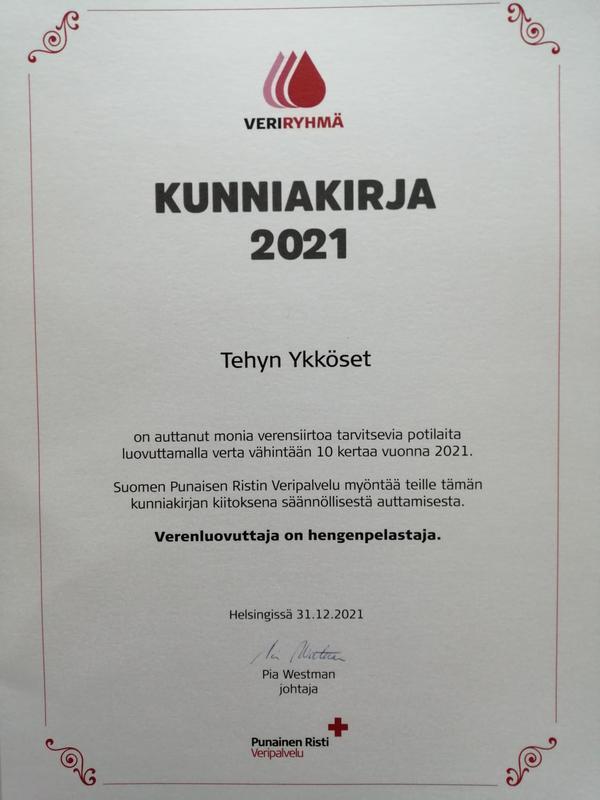 VERIRYHMÄ
KUNNIAKIRJA
2021
Tehyn Ykköset
on auttanut monia verensiirtoa tarvitsevia potilaita
luovuttamalla verta vähintään 10 kertaa vuonna 2021.
Suomen Punaisen Ristin Veripalvelu myöntää teille tämän
kunniakirjan kiitoksena säännöllisestä auttamisesta.
Verenluovuttaja on hengenpelastaja.
Helsingissä 31.12.2021
Pia Westman
Pia Westman
johtaja
Punainen Risti
Veripalvelu